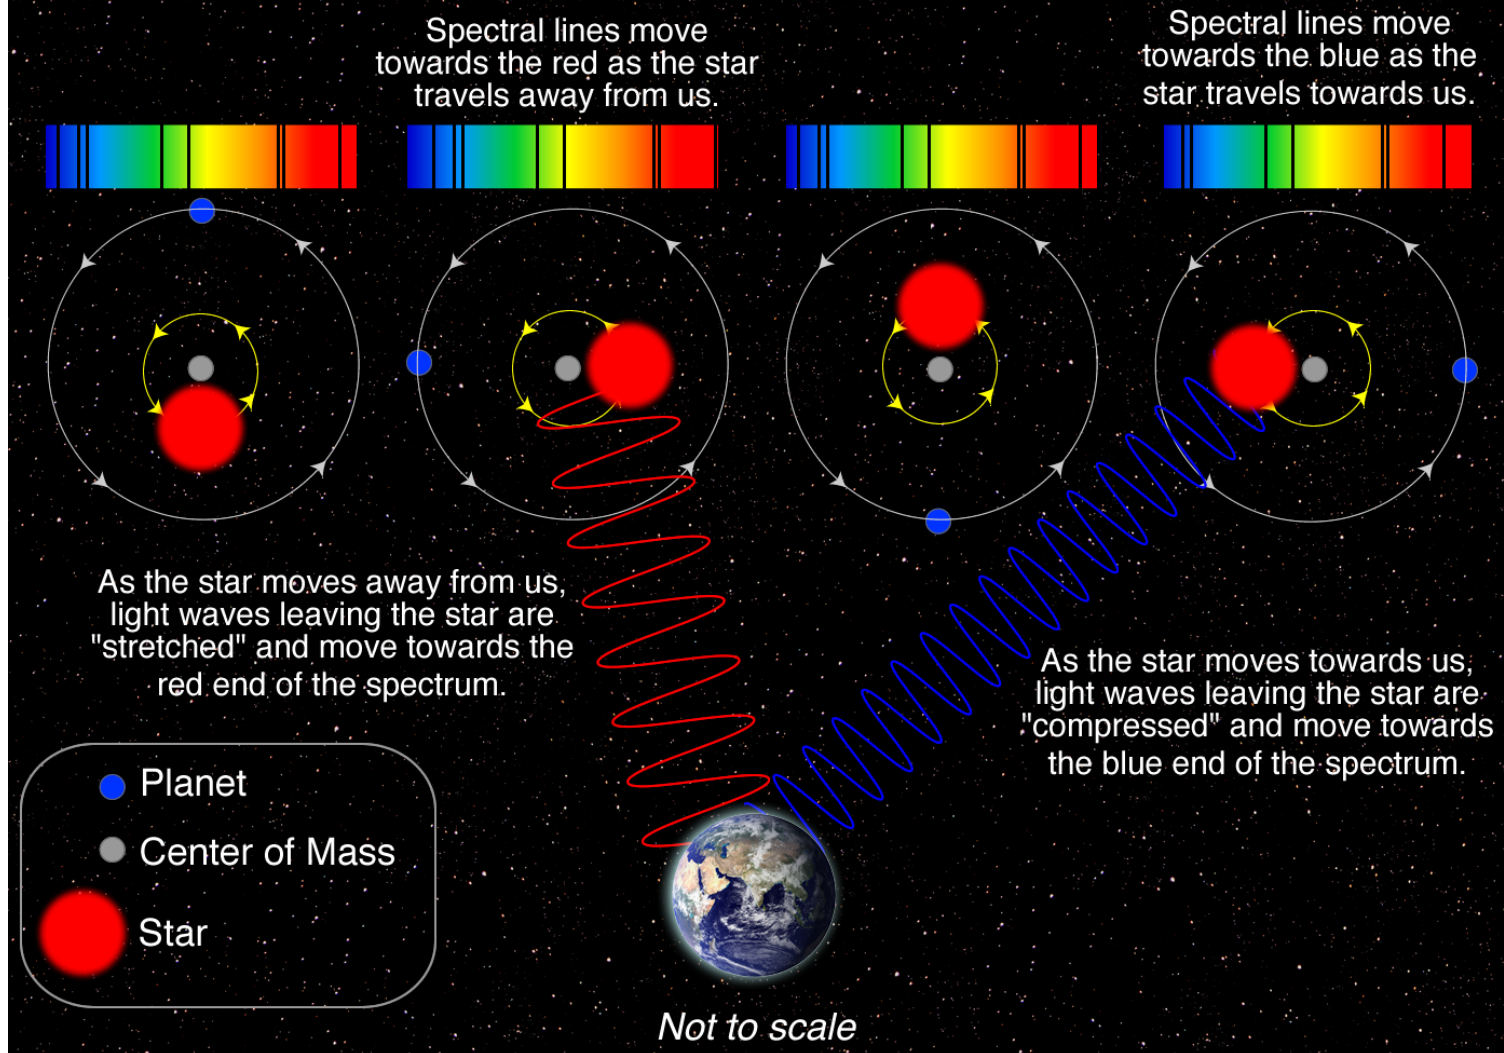 Spectral lines move
towards the red as the star
travels away from us.
Spectral lines move
towards the blue as the
star travels towards us.
As the star moves away from us,
light waves leaving the star are
"stretched" and move towards the
red end of the spectrum.
As the star moves towards us,
light waves leaving the star are
"compressed" and move towards
the blue end of the spectrum.
Planet
Center of Mass
Star
Not to scale